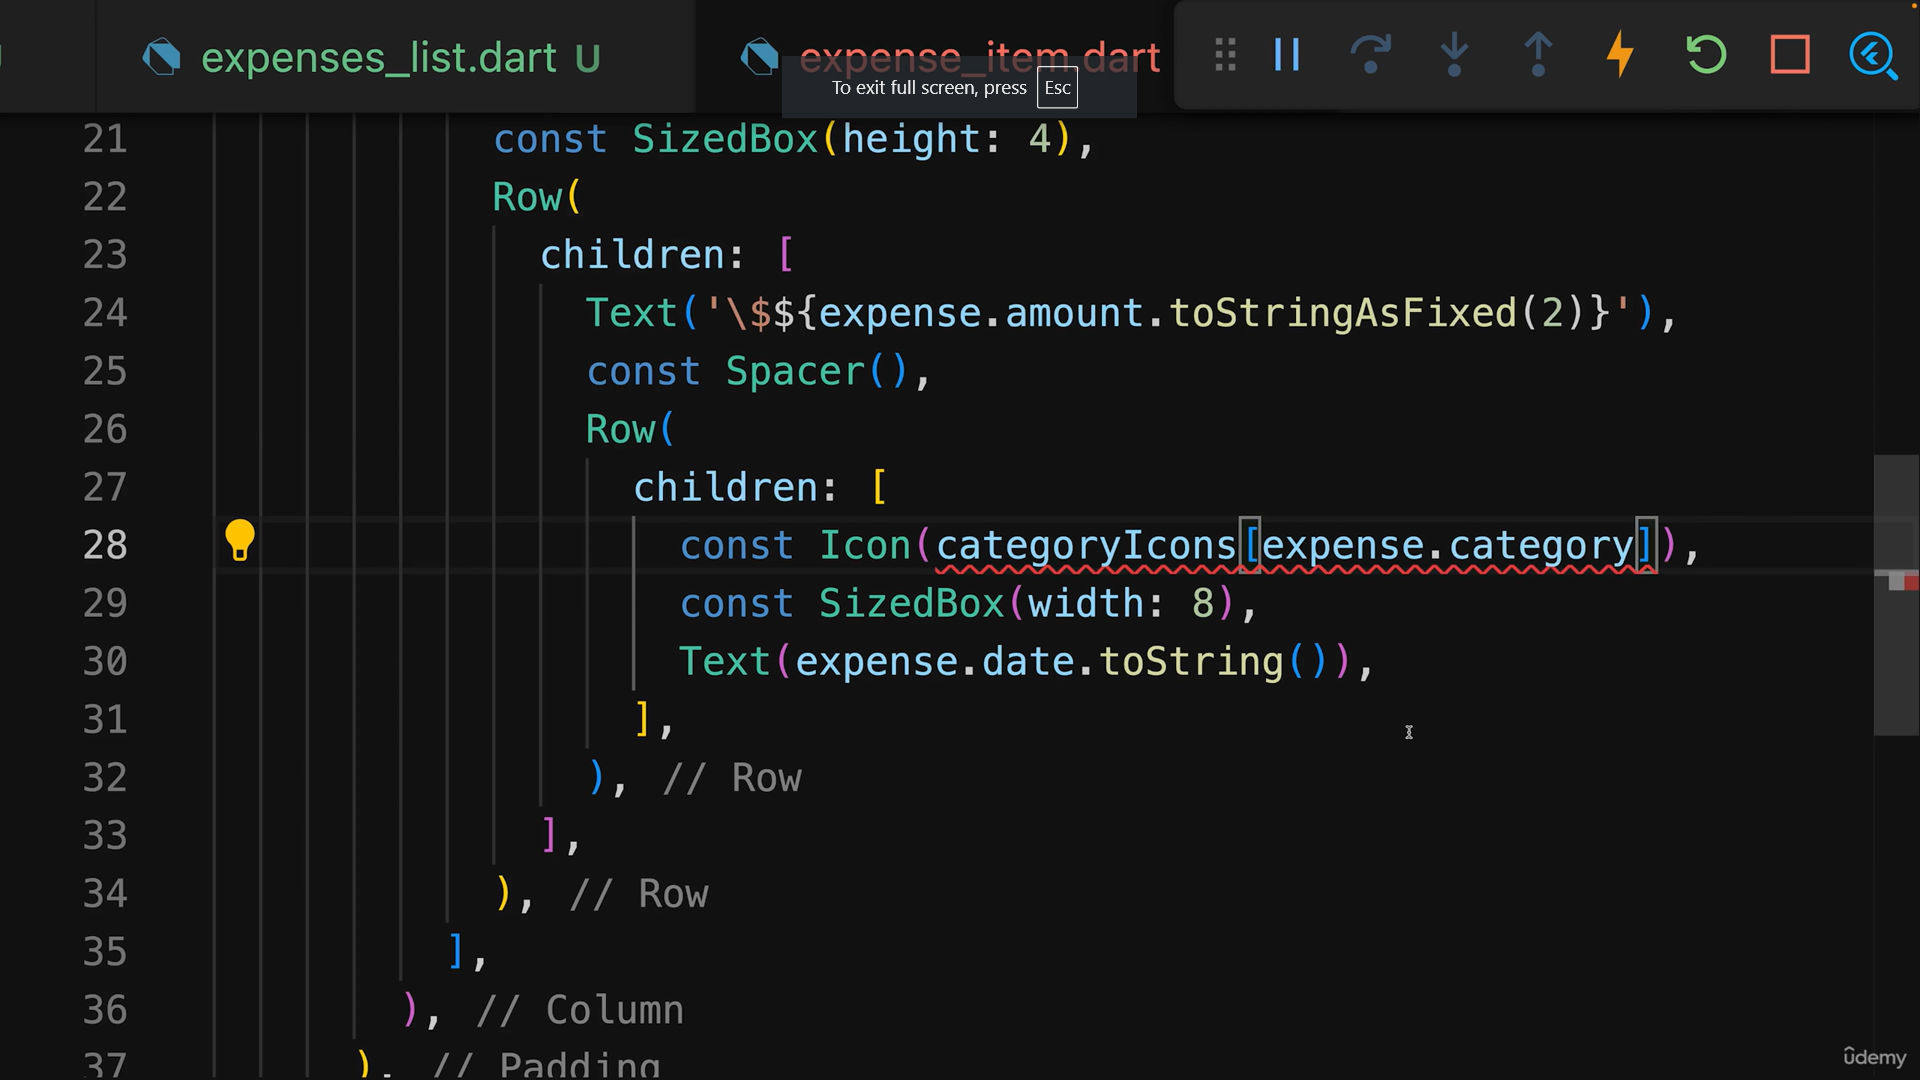 expenses_list.dart U
expense_item.dart
To exit full screen, press Esc
21 const SizedBox(height: 4),
22 Row(
23 children: [
24 Text('\$${expense.amount.toStringAsFixed(2)}'),
25 const Spacer(),
26 Row(
27 children: [
28 const Icon(categoryIcons[expense.category]),
29 const SizedBox(width: 8),
30 Text(expense.date.toString()),
31 ],
32 ), // Row
33 ],
34 ), // Row
35 ],
36 ), // Column
37 ), // Padding
ûdemy